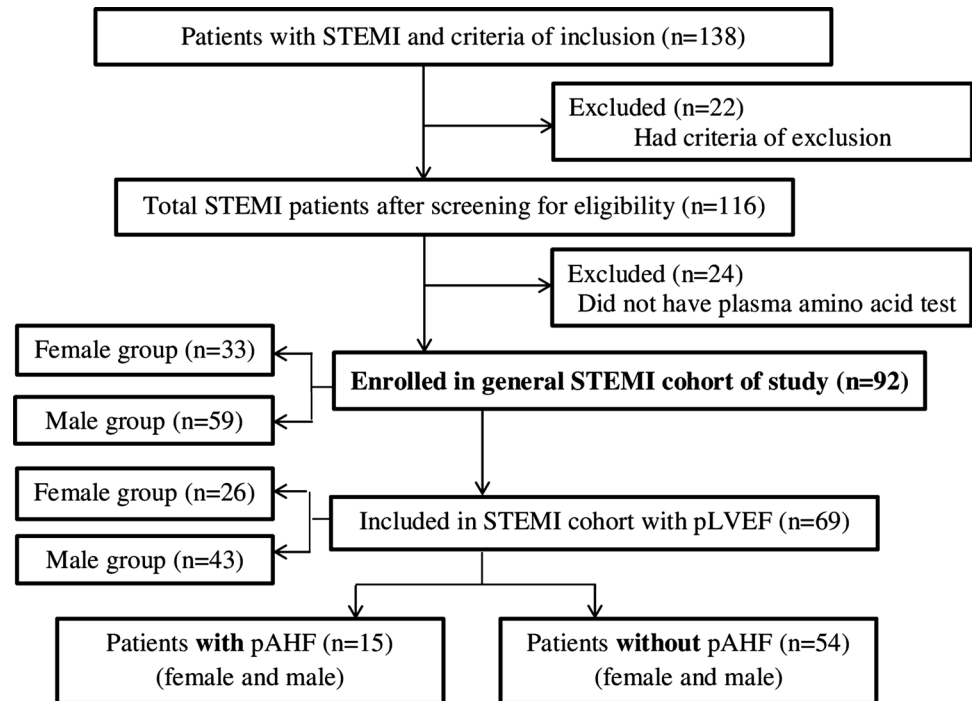 Patients with STEMI and criteria of inclusion (n=138)
Excluded (n=22)
Had criteria of exclusion
Total STEMI patients after screening for eligibility (n=116)
Excluded (n=24)
Did not have plasma amino acid test
Female group (n=33)
Enrolled in general STEMI cohort of study (n=92)
Male group (n=59)
Female group (n=26)
Included in STEMI cohort with pLVEF (n=69)
Male group (n=43)
Patients with pAHF (n=15)
(female and male)
Patients without pAHF (n=54)
(female and male)